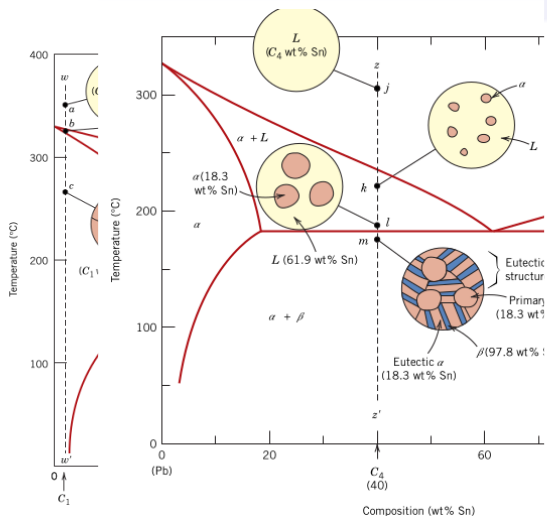 400
300
200
100
0
Temperature (°C)
w
a
b
c
w'
C₁
(C₁
Temperature (°C)
300
200
100
0
L
(C₄ wt% Sn)
z
j
α
L
α + L
α(18.3
wt% Sn)
k
l
m
α
L (61.9 wt% Sn)
Eutectic
structure
Primary
(18.3 wt%
β(97.8 wt%
Eutectic α
(18.3 wt% Sn)
α + β
z'
0
20
60
(Pb)
C₄
(40)
Composition (wt% Sn)